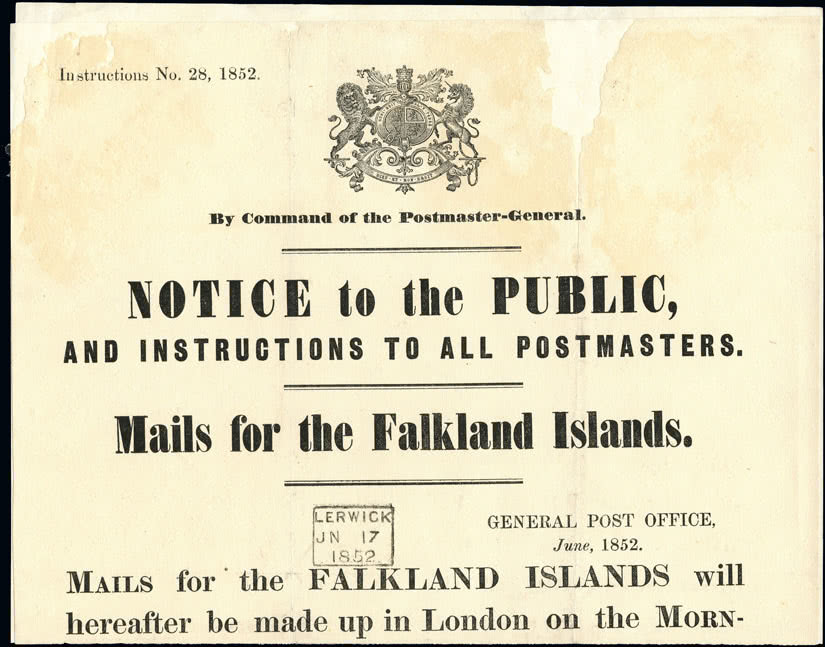 Instructions No. 28, 1852.
By Command of the Postmaster-General.
NOTICE to the PUBLIC,
AND INSTRUCTIONS TO ALL POSTMASTERS.
Mails for the Falkland Islands.
LERWICK
JN 17
1852
GENERAL POST OFFICE,
June, 1852.
MAILS for the FALKLAND ISLANDS will
hereafter be made up in London on the MORN-